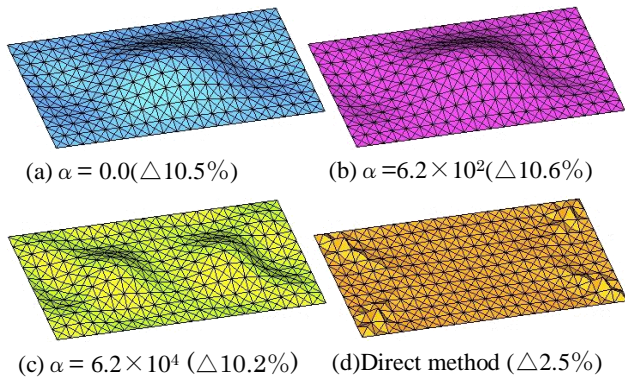 (a) α = 0.0(△10.5%)
(b) α =6.2×10²(△10.6%)
(c) α = 6.2×10⁴ (△10.2%)
(d)Direct method (△2.5%)